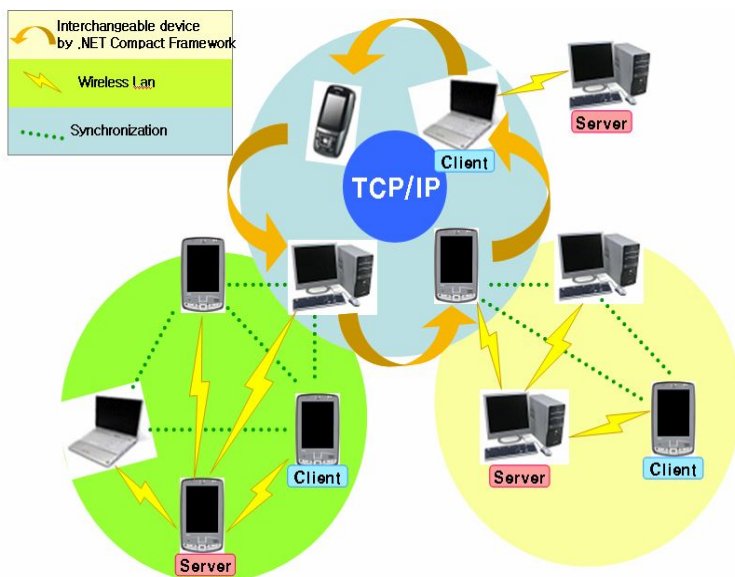 Interchangeable device
by .NET Compact Framework
Wireless Lan
Synchronization
Server
Client
TCP/IP
Client
Server
Server
Client